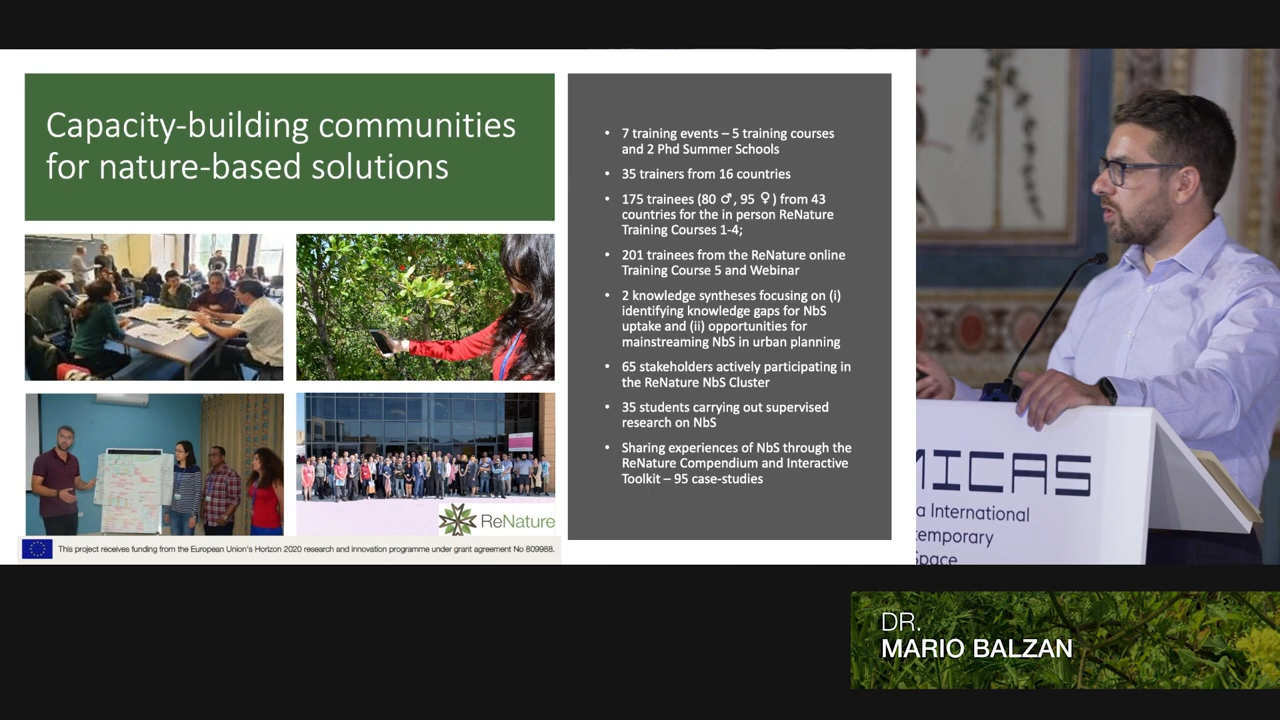 Capacity-building communities
for nature-based solutions
• 7 training events – 5 training courses
and 2 Phd Summer Schools
• 35 trainers from 16 countries
• 175 trainees (80 ♂, 95 ♀) from 43
countries for the in person ReNature
Training Courses 1-4;
• 201 trainees from the ReNature online
Training Course 5 and Webinar
• 2 knowledge syntheses focusing on (i)
identifying knowledge gaps for NbS
uptake and (ii) opportunities for
mainstreaming NbS in urban planning
• 65 stakeholders actively participating in
the ReNature NbS Cluster
• 35 students carrying out supervised
research on NbS
• Sharing experiences of NbS through the
ReNature Compendium and Interactive
Toolkit – 95 case-studies
ReNature
This project receives funding from the European Union's Horizon 2020 research and innovation programme under grant agreement No 809988.
MICAS
a International
temporary
Space
DR.
MARIO BALZAN